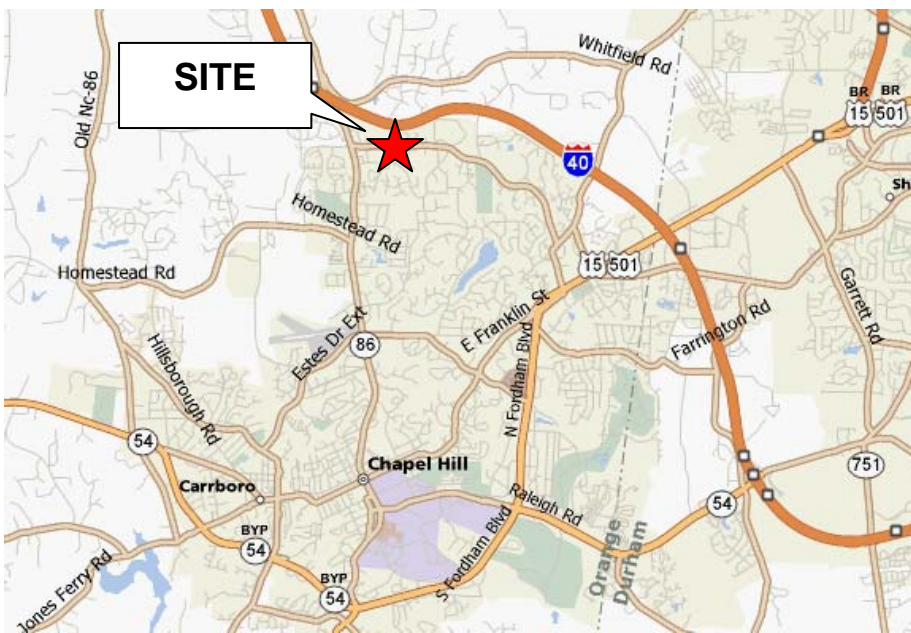 SITE
Whitfield Rd
Old Nc-86
BR BR
15 501
40
Sh
Homestead Rd
Homestead Rd
15 501
Garrett Rd
E Franklin St
Estes Dr Ext
86
Farrington Rd
Hillsborough Rd
N Fordham Blvd
54
Chapel Hill
751
Carrboro
Raleigh Rd
54
BYP
54
S Fordham Blvd
Orange
Durham
BYP
54
Jones Ferry Rd